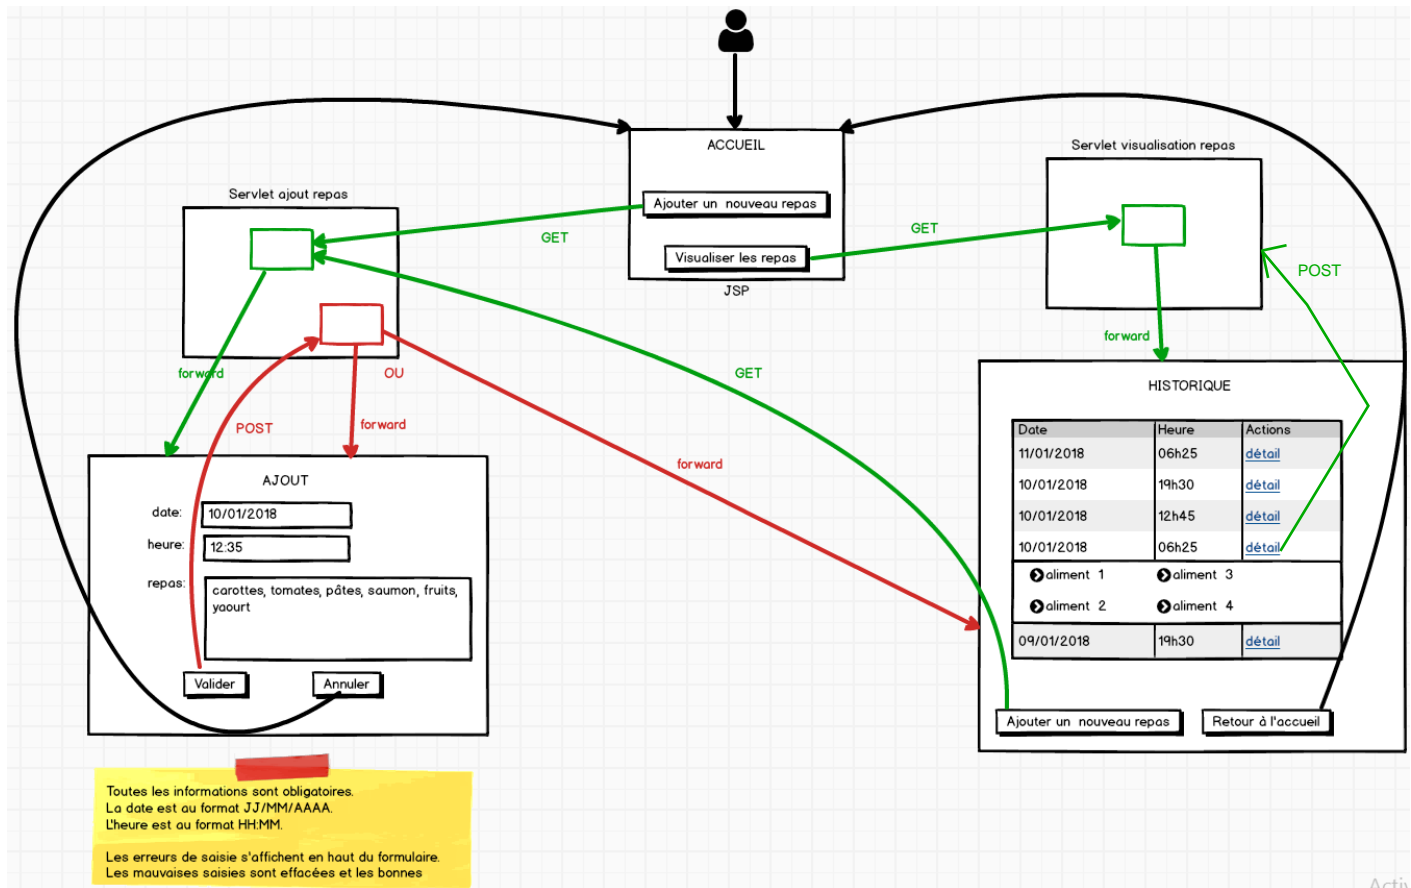 ACCUEIL
Ajouter un nouveau repas
Visualiser les repas
JSP
Servlet ajout repas
Servlet visualisation repas
GET
GET
POST
forward
forward
OU
GET
POST
forward
forward
AJOUT
date:
10/01/2018
heure:
12:35
repas:
carottes, tomates, pâtes, saumon, fruits,
yaourt
Valider
Annuler
HISTORIQUE
Date Heure Actions
11/01/2018 06h25 détail
10/01/2018 19h30 détail
10/01/2018 12h45 détail
10/01/2018 06h25 détail
aliment 1 aliment 3
aliment 2 aliment 4
09/01/2018 19h30 détail
Ajouter un nouveau repas
Retour à l'accueil
Toutes les informations sont obligatoires.
La date est au format JJ/MM/AAAA.
L'heure est au format HH:MM.
Les erreurs de saisie s'affichent en haut du formulaire.
Les mauvaises saisies sont effacées et les bonnes